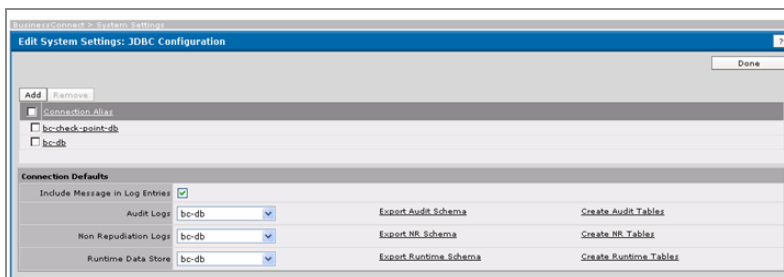 BusinessConnect > System Settings
Edit System Settings: JDBC Configuration
?
Done
Add Remove
Connection Alias
bc-check-point-db
bc-db
Connection Defaults
Include Message in Log Entries
Audit Logs bc-db Export Audit Schema Create Audit Tables
Non Repudiation Logs bc-db Export NR Schema Create NR Tables
Runtime Data Store bc-db Export Runtime Schema Create Runtime Tables